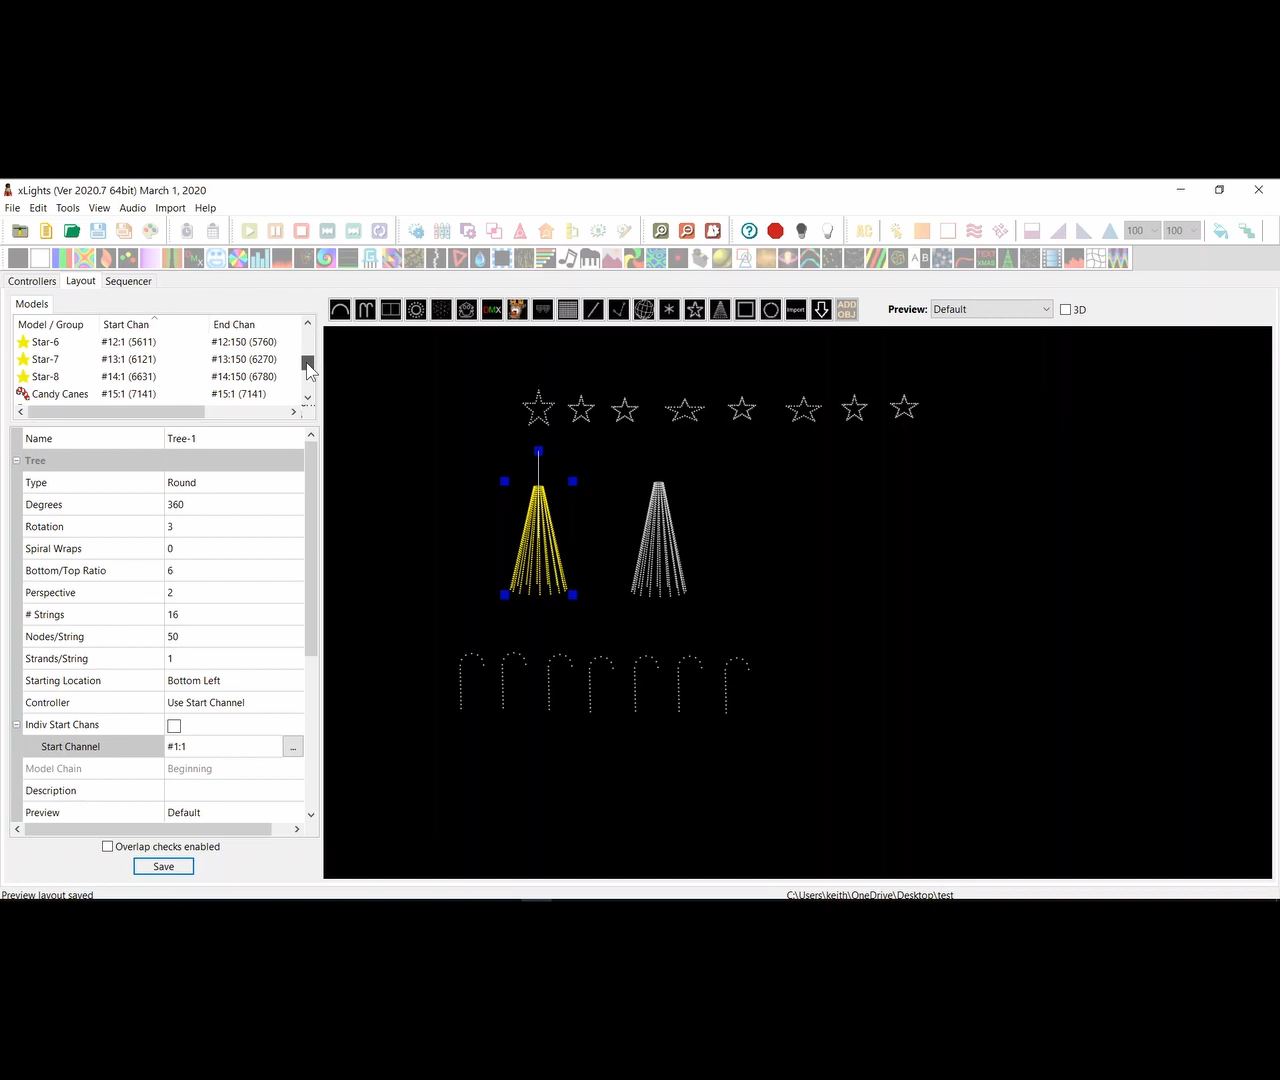 xLights (Ver 2020.7 64bit) March 1, 2020
File Edit Tools View Audio Import Help
100 100
Controllers Layout Sequencer
Models
Model / Group Start Chan End Chan
Star-6 #12:1 (5611) #12:150 (5760)
Star-7 #13:1 (6121) #13:150 (6270)
Star-8 #14:1 (6631) #14:150 (6780)
Candy Canes #15:1 (7141) #15:1 (7141)
DMX
Import
ADD OBJ
Preview: Default 3D
Name Tree-1
Tree
Type Round
Degrees 360
Rotation 3
Spiral Wraps 0
Bottom/Top Ratio 6
Perspective 2
# Strings 16
Nodes/String 50
Strands/String 1
Starting Location Bottom Left
Controller Use Start Channel
Indiv Start Chans
Start Channel #1:1 ...
Model Chain Beginning
Description
Preview Default
Overlap checks enabled
Save
Preview layout saved C:\Users\keith\OneDrive\Desktop\test